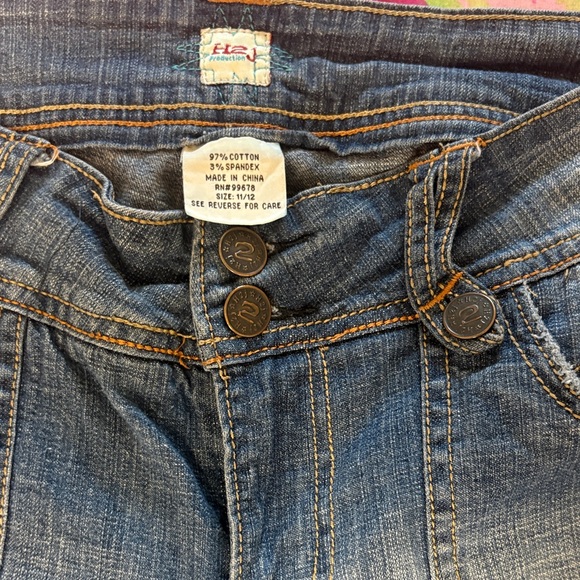 H2J
Production
97% COTTON
3% SPANDEX
MADE IN CHINA
RN#99678
SIZE: 11/12
SEE REVERSE FOR CARE